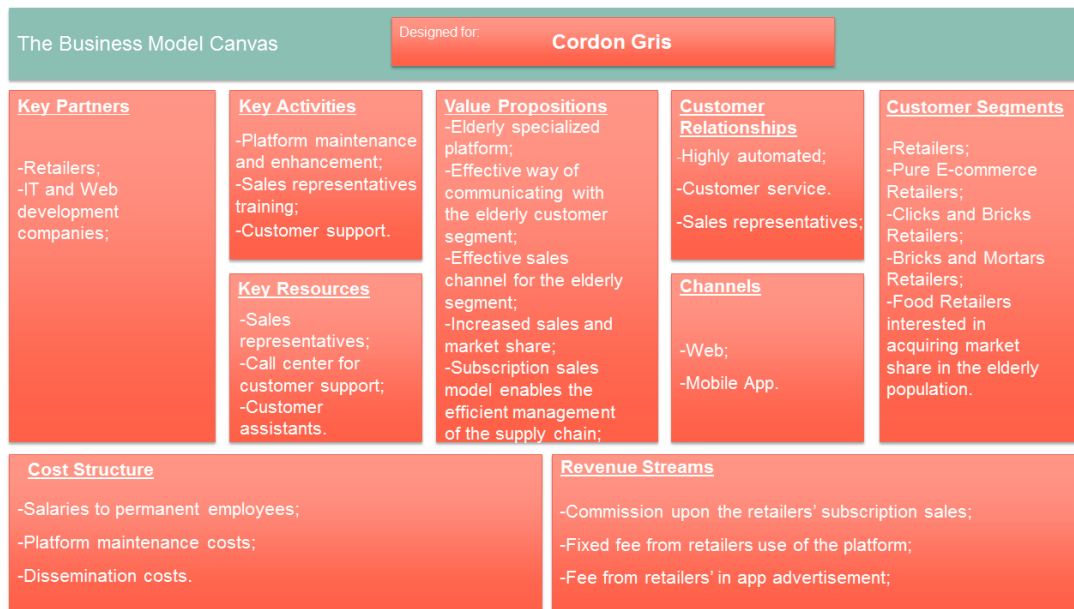 The Business Model Canvas
Designed for:
Cordon Gris
Key Partners
-Retailers;
-IT and Web
development
companies;
Key Activities
-Platform maintenance
and enhancement;
-Sales representatives
training;
-Customer support.
Key Resources
-Sales
representatives;
-Call center for
customer support;
-Customer
assistants.
Value Propositions
-Elderly specialized
platform;
-Effective way of
communicating with
the elderly customer
segment;
-Effective sales
channel for the elderly
segment;
-Increased sales and
market share;
-Subscription sales
model enables the
efficient management
of the supply chain;
Customer
Relationships
-Highly automated;
-Customer service.
-Sales representatives;
Channels
-Web;
-Mobile App.
Customer Segments
-Retailers;
-Pure E-commerce
Retailers;
-Clicks and Bricks
Retailers;
-Bricks and Mortars
Retailers;
-Food Retailers
interested in
acquiring market
share in the elderly
population.
Cost Structure
-Salaries to permanent employees;
-Platform maintenance costs;
-Dissemination costs.
Revenue Streams
-Commission upon the retailers’ subscription sales;
-Fixed fee from retailers use of the platform;
-Fee from retailers’ in app advertisement;